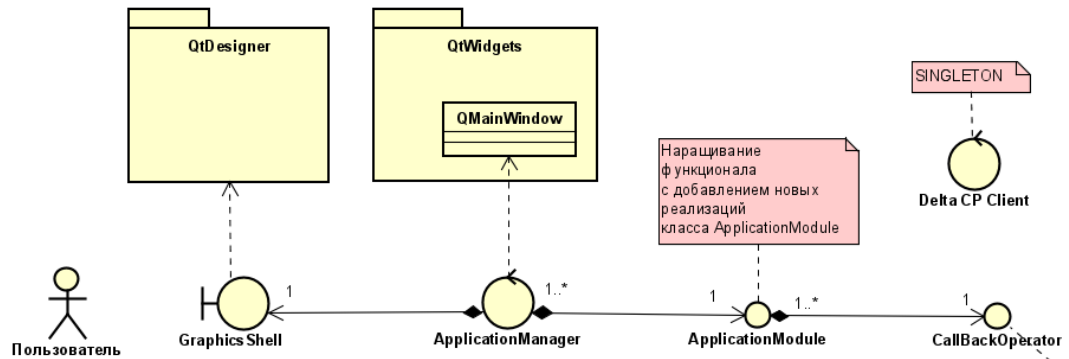 QtDesigner
QtWidgets
QMainWindow
SINGLETON
Наращивание
функционала
с добавлением новых
реализаций
класса ApplicationModule
Delta CP Client
1
1..*
1
1..*
1
Пользователь
Graphics Shell
ApplicationManager
ApplicationModule
CallBackOperator